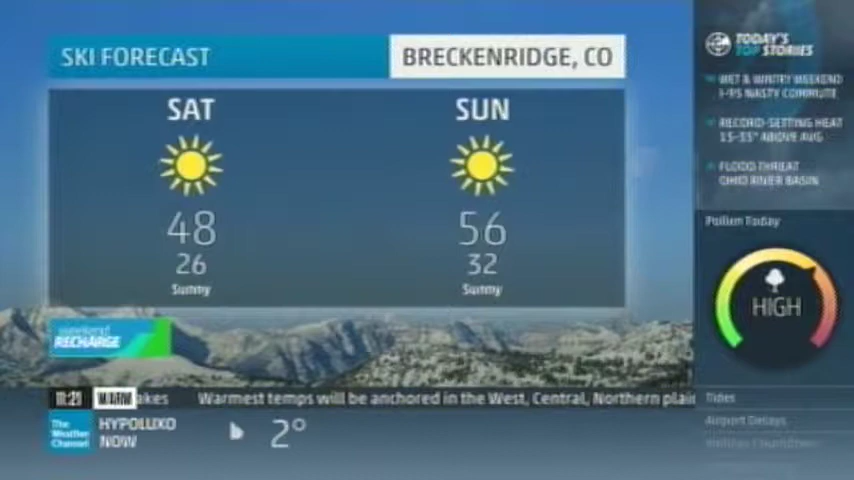 SKI FORECAST
BRECKENRIDGE, CO
SAT
SUN
48
56
26
32
Sunny
Sunny
weekend
RECHARGE
TODAY'S
TOP STORIES
WET & WINTRY WEEKEND
I-95 NASTY COMMUTE
RECORD-SETTING HEAT
15-35° ABOVE AVG
FLOOD THREAT
OHIO RIVER BASIN
Pollen Today
HIGH
Tides
Airport Delays
11:21
akes Warmest temps will be anchored in the West, Central, Northern plain
The
Weather
Channel
HYPOLUXO
NOW
2°